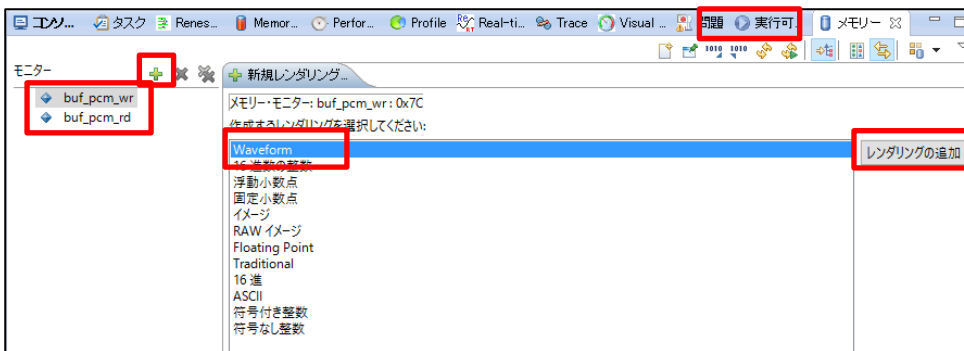 コンソ... タスク Renes... Memor... Perfor... Profile Real-ti... Trace Visual ... 問題 実行可... メモリー
モニター
新規レンダリング...
buf_pcm_wr
buf_pcm_rd
メモリー・モニター: buf_pcm_wr : 0x7C
作成するレンダリングを選択してください:
Waveform
レンダリングの追加
16 進数の整数
浮動小数点
固定小数点
イメージ
RAW イメージ
Floating Point
Traditional
16 進
ASCII
符号付き整数
符号なし整数